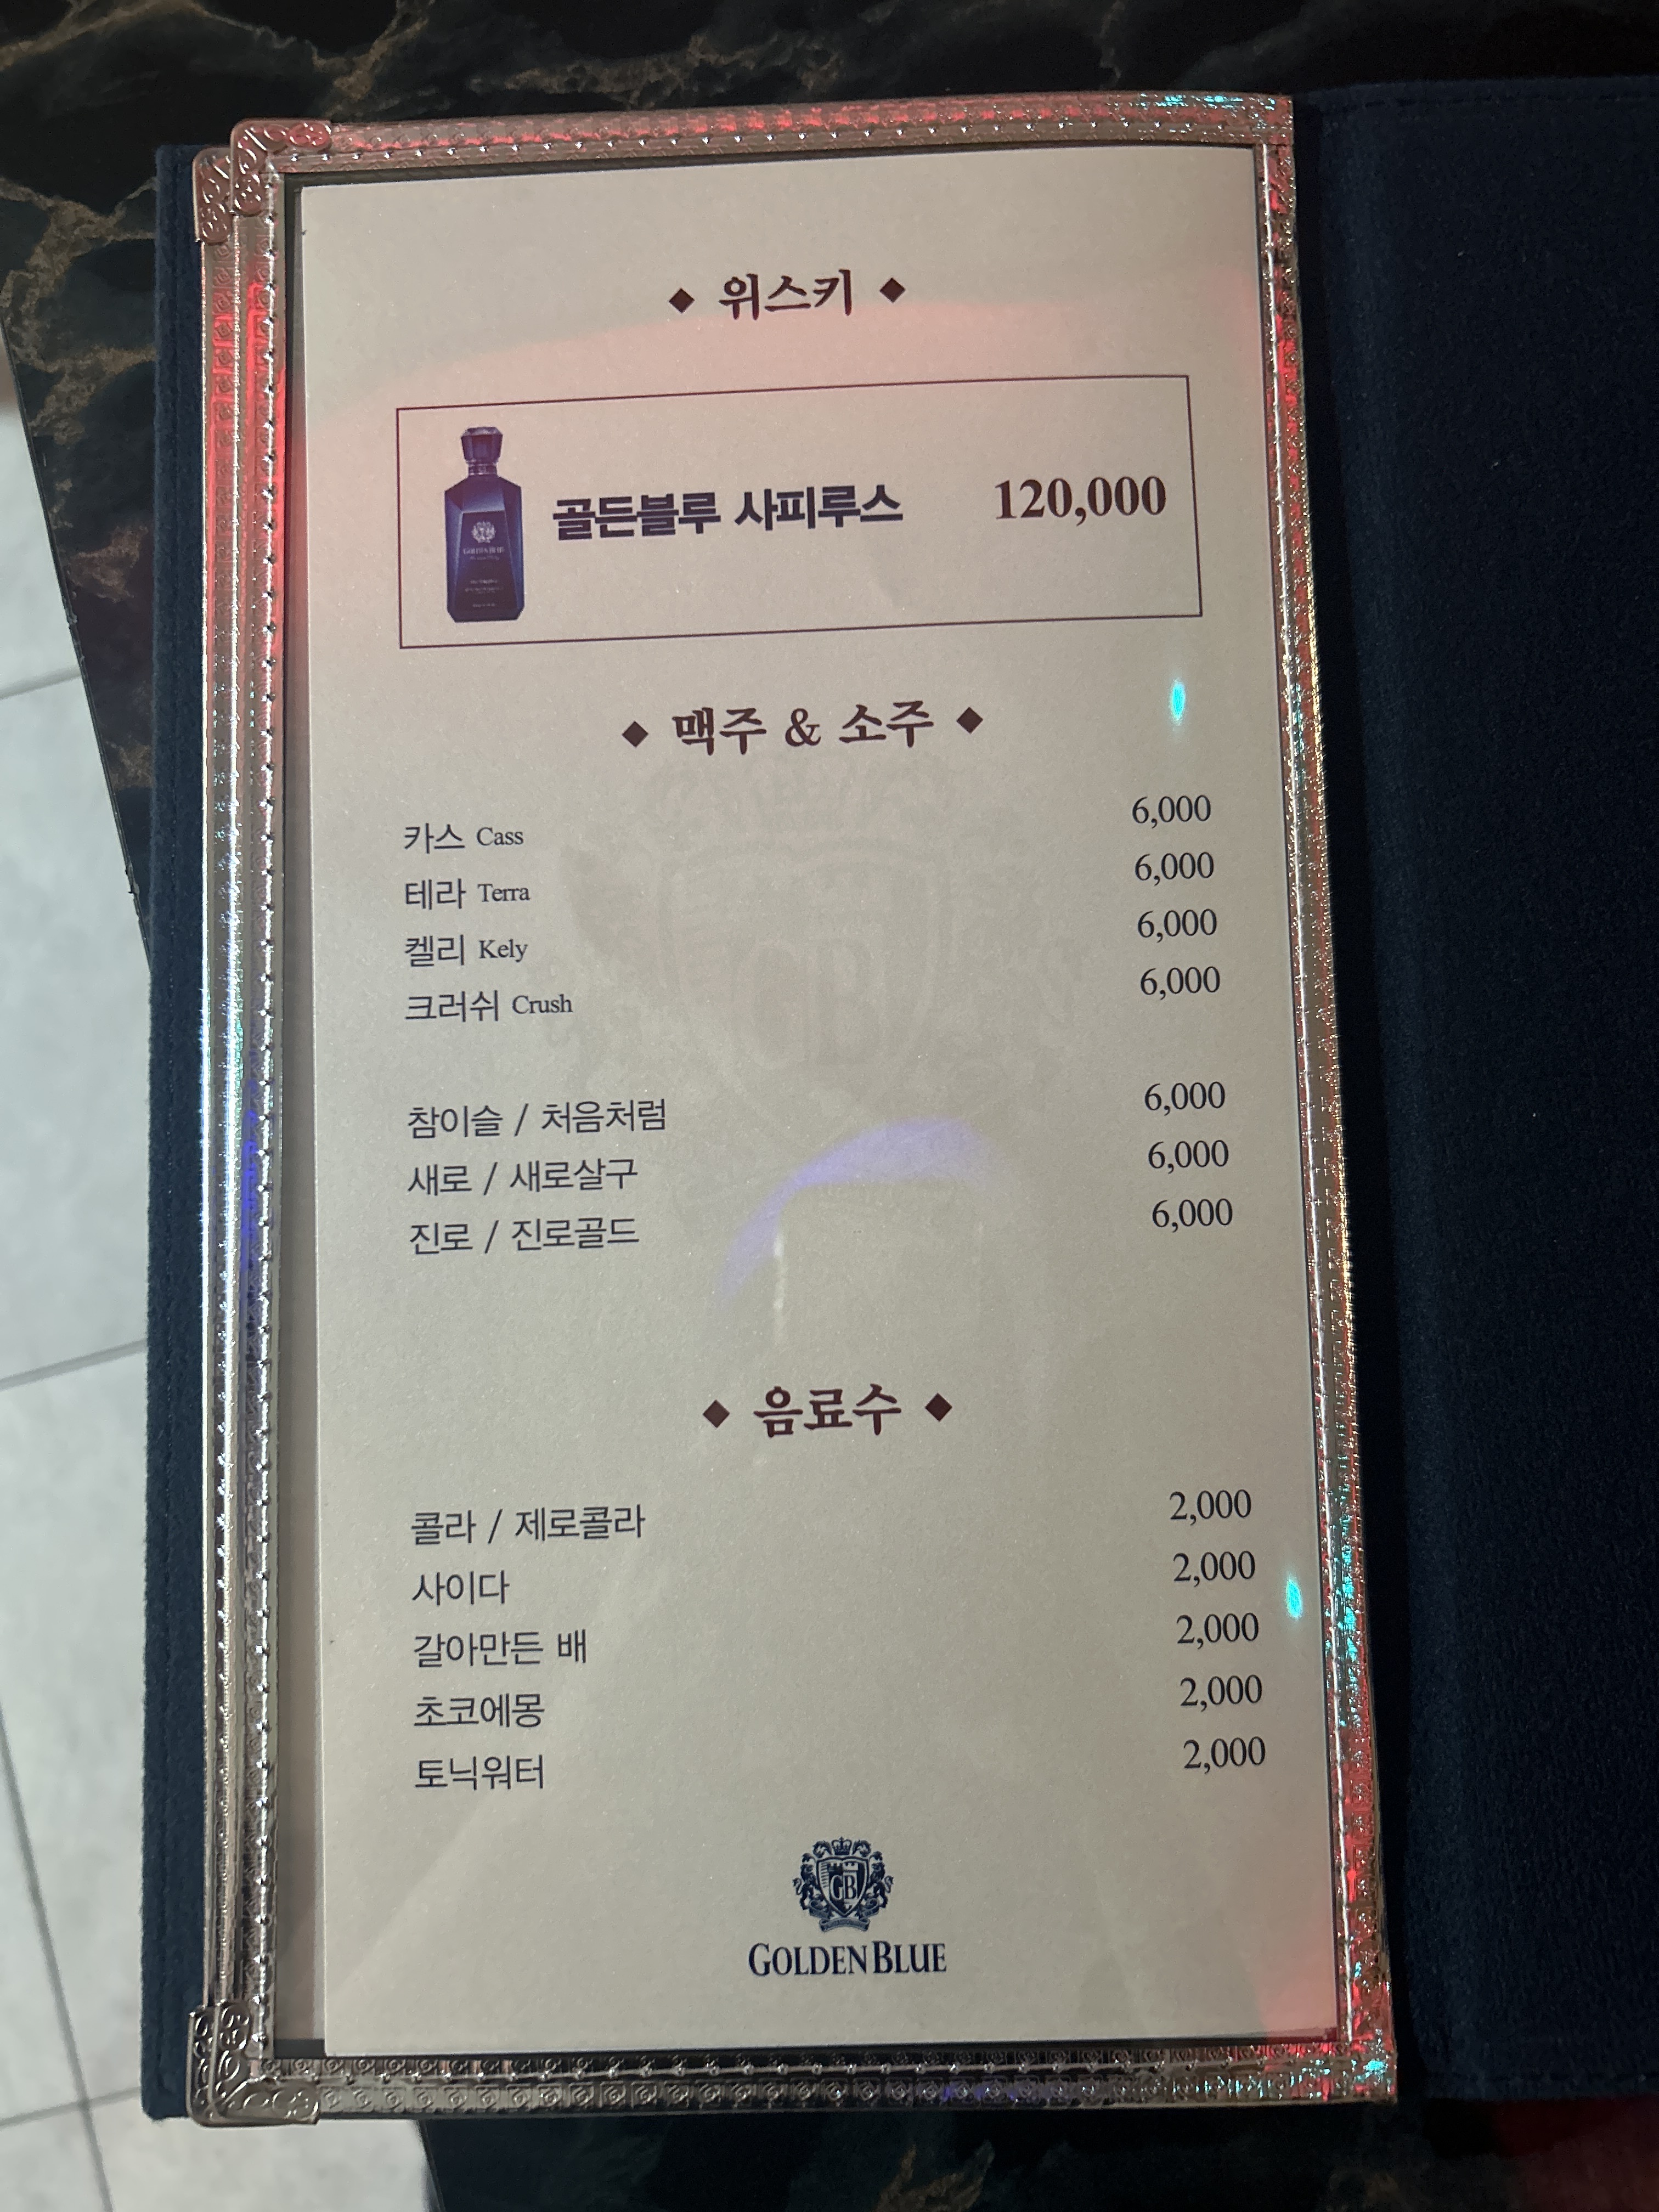 ◆ 위스키 ◆
골든블루 사피루스 120,000
GOLDEN BLUE
◆ 맥주 & 소주 ◆
카스 Cass 6,000
테라 Terra 6,000
켈리 Kely 6,000
크러쉬 Crush 6,000
참이슬 / 처음처럼 6,000
새로 / 새로살구 6,000
진로 / 진로골드 6,000
◆ 음료수 ◆
콜라 / 제로콜라 2,000
사이다 2,000
갈아만든 배 2,000
초코에몽 2,000
토닉워터 2,000
GB
GOLDEN BLUE